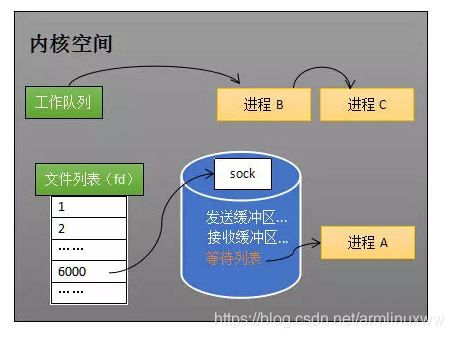 内核空间
工作队列
进程 B
进程 C
文件列表（fd）
1
2
……
6000
……
sock
发送缓冲区...
接收缓冲区...
等待列表
进程 A
https://blog.csdn.net/armlinuxww